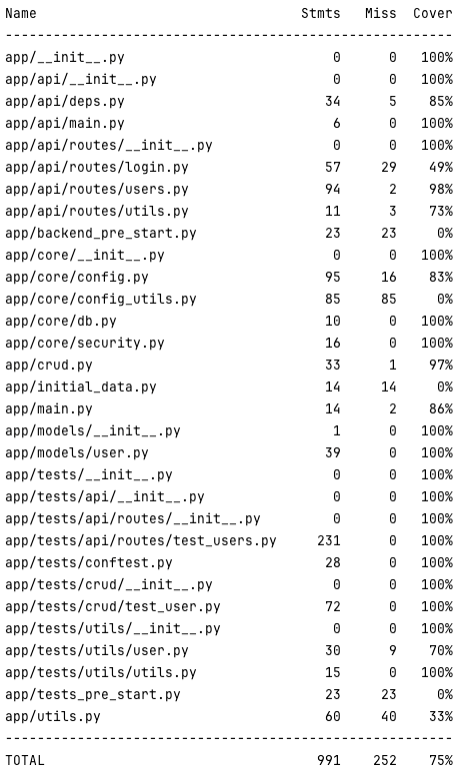 Name Stmts Miss Cover
---------------------------------------------------------
app/__init__.py 0 0 100%
app/api/__init__.py 0 0 100%
app/api/deps.py 34 5 85%
app/api/main.py 6 0 100%
app/api/routes/__init__.py 0 0 100%
app/api/routes/login.py 57 29 49%
app/api/routes/users.py 94 2 98%
app/api/routes/utils.py 11 3 73%
app/backend_pre_start.py 23 23 0%
app/core/__init__.py 0 0 100%
app/core/config.py 95 16 83%
app/core/config_utils.py 85 85 0%
app/core/db.py 10 0 100%
app/core/security.py 16 0 100%
app/crud.py 33 1 97%
app/initial_data.py 14 14 0%
app/main.py 14 2 86%
app/models/__init__.py 1 0 100%
app/models/user.py 39 0 100%
app/tests/__init__.py 0 0 100%
app/tests/api/__init__.py 0 0 100%
app/tests/api/routes/__init__.py 0 0 100%
app/tests/api/routes/test_users.py 231 0 100%
app/tests/conftest.py 28 0 100%
app/tests/crud/__init__.py 0 0 100%
app/tests/crud/test_user.py 72 0 100%
app/tests/utils/__init__.py 0 0 100%
app/tests/utils/user.py 30 9 70%
app/tests/utils/utils.py 15 0 100%
app/tests_pre_start.py 23 23 0%
app/utils.py 60 40 33%
---------------------------------------------------------
TOTAL 991 252 75%